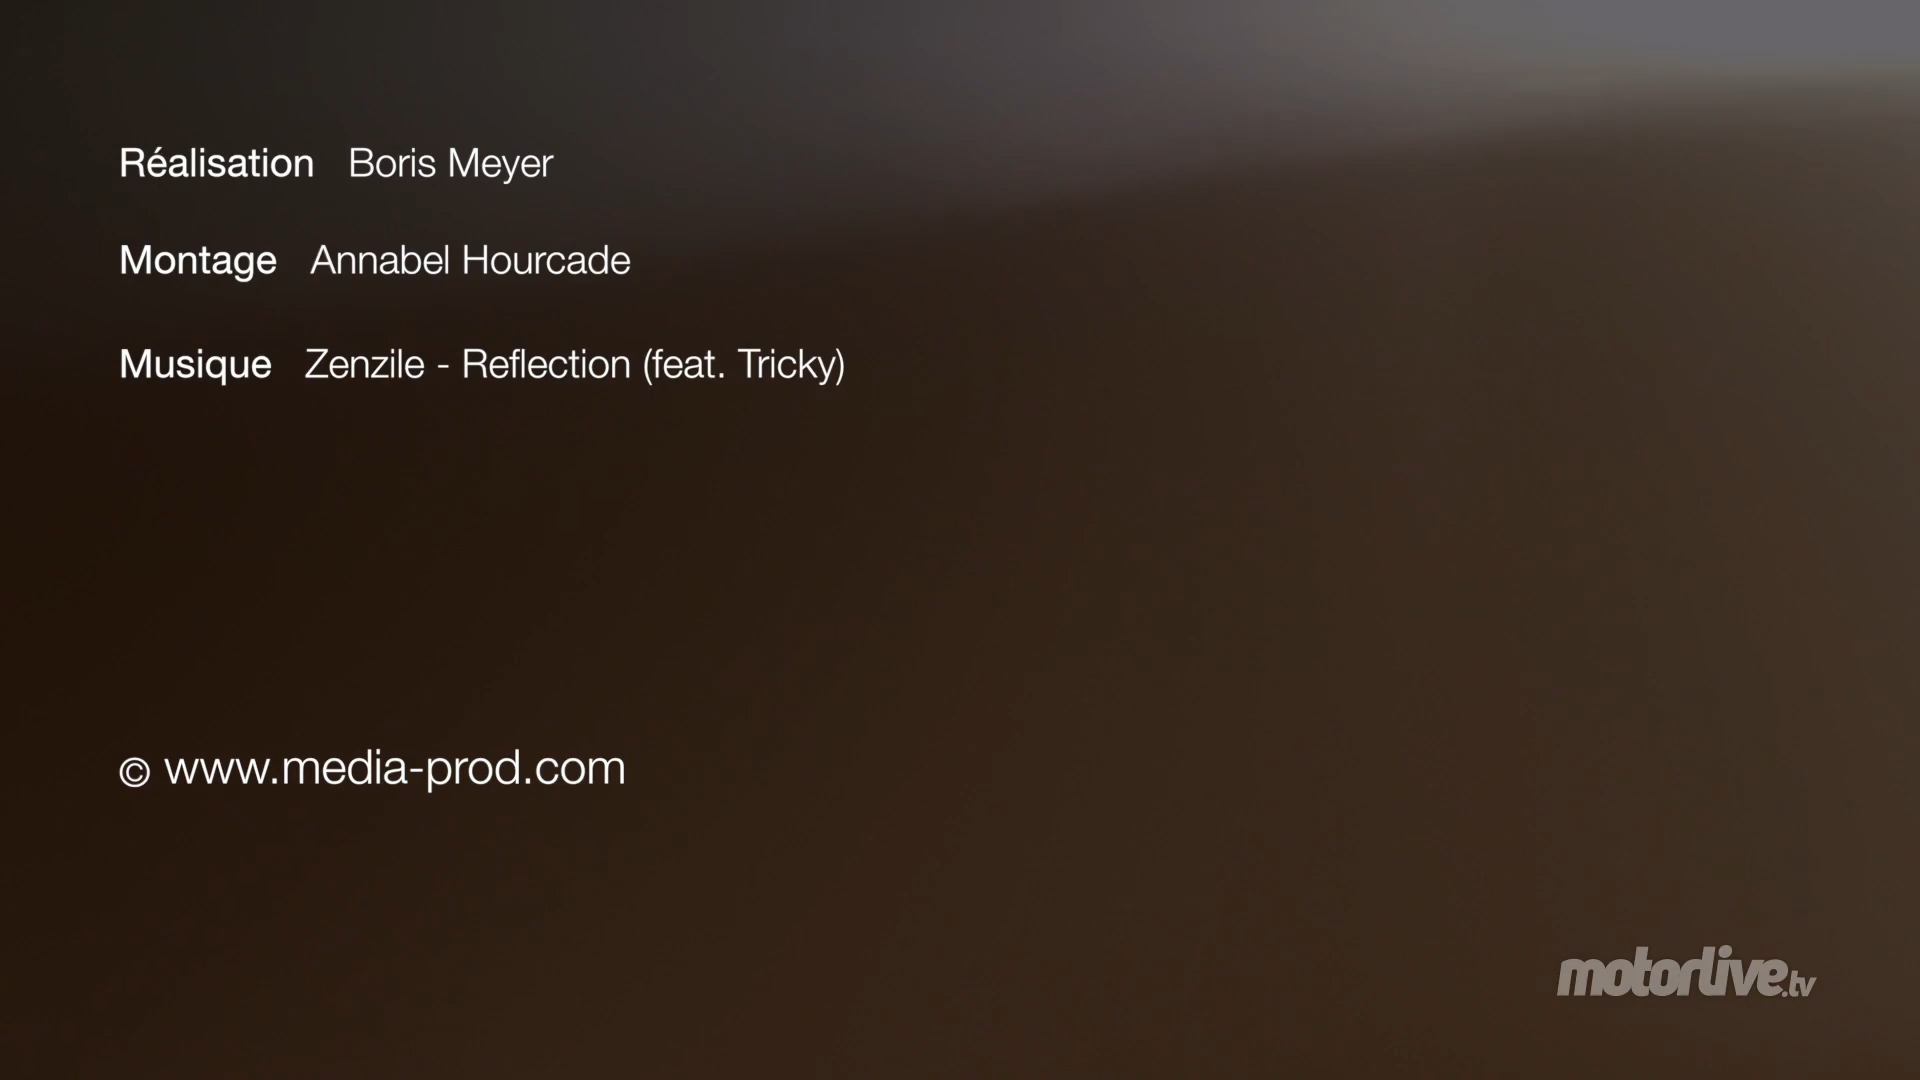 Réalisation Boris Meyer
Montage Annabel Hourcade
Musique Zenzile - Reflection (feat. Tricky)
© www.media-prod.com
motorlive.tv